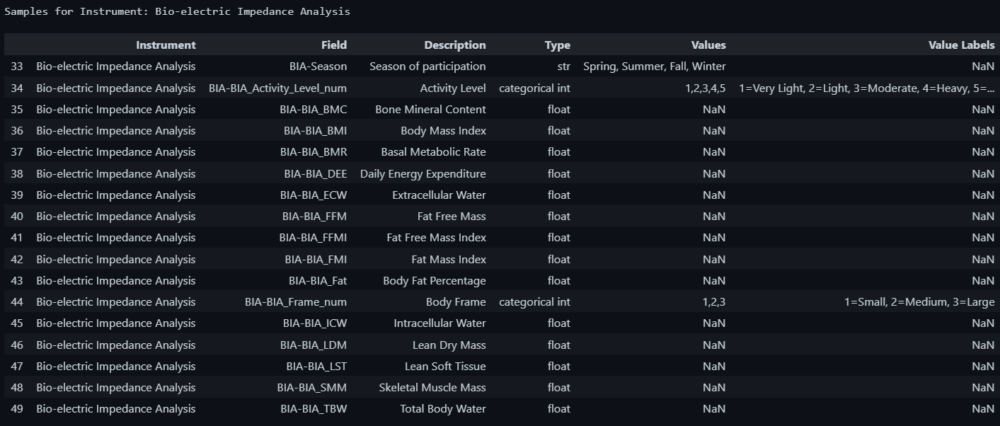 Samples for Instrument: Bio-electric Impedance Analysis
Instrument Field Description Type Values Value Labels
33 Bio-electric Impedance Analysis BIA-Season Season of participation str Spring, Summer, Fall, Winter NaN
34 Bio-electric Impedance Analysis BIA-BIA_Activity_Level_num Activity Level categorical int 1,2,3,4,5 1=Very Light, 2=Light, 3=Moderate, 4=Heavy, 5=...
35 Bio-electric Impedance Analysis BIA-BIA_BMC Bone Mineral Content float NaN NaN
36 Bio-electric Impedance Analysis BIA-BIA_BMI Body Mass Index float NaN NaN
37 Bio-electric Impedance Analysis BIA-BIA_BMR Basal Metabolic Rate float NaN NaN
38 Bio-electric Impedance Analysis BIA-BIA_DEE Daily Energy Expenditure float NaN NaN
39 Bio-electric Impedance Analysis BIA-BIA_ECW Extracellular Water float NaN NaN
40 Bio-electric Impedance Analysis BIA-BIA_FFM Fat Free Mass float NaN NaN
41 Bio-electric Impedance Analysis BIA-BIA_FFMI Fat Free Mass Index float NaN NaN
42 Bio-electric Impedance Analysis BIA-BIA_FMI Fat Mass Index float NaN NaN
43 Bio-electric Impedance Analysis BIA-BIA_Fat Body Fat Percentage float NaN NaN
44 Bio-electric Impedance Analysis BIA-BIA_Frame_num Body Frame categorical int 1,2,3 1=Small, 2=Medium, 3=Large
45 Bio-electric Impedance Analysis BIA-BIA_ICW Intracellular Water float NaN NaN
46 Bio-electric Impedance Analysis BIA-BIA_LDM Lean Dry Mass float NaN NaN
47 Bio-electric Impedance Analysis BIA-BIA_LST Lean Soft Tissue float NaN NaN
48 Bio-electric Impedance Analysis BIA-BIA_SMM Skeletal Muscle Mass float NaN NaN
49 Bio-electric Impedance Analysis BIA-BIA_TBW Total Body Water float NaN NaN